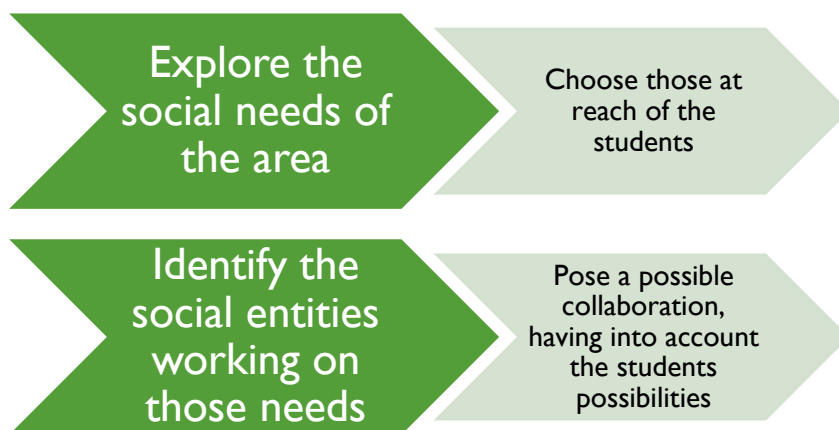 Explore the
social needs of
the area
Choose those at
reach of the
students
Identify the
social entities
working on
those needs
Pose a possible
collaboration,
having into account
the students
possibilities